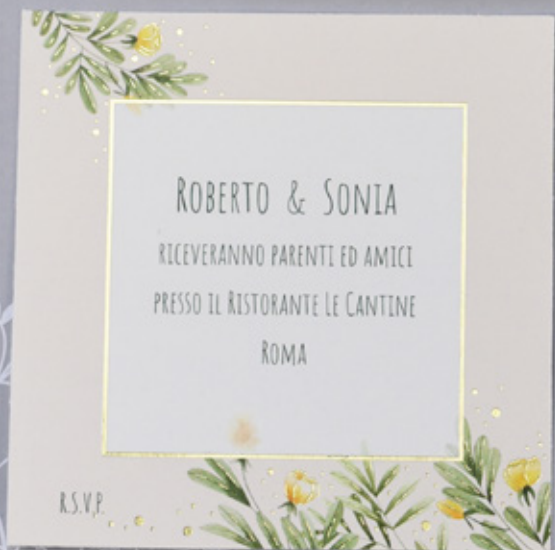 Roberto & Sonia
riceveranno parenti ed amici
presso il Ristorante Le Cantine
Roma
R.S.V.P.